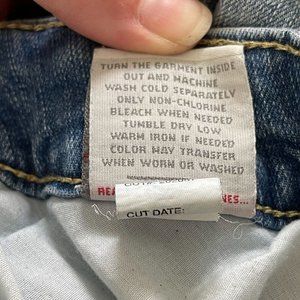 TURN THE GARMENT INSIDE
OUT AND MACHINE
WASH COLD SEPARATELY
ONLY NON-CHLORINE
BLEACH WHEN NEEDED
TUMBLE DRY LOW
WARM IRON IF NEEDED
COLOR MAY TRANSFER
WHEN WORN OR WASHED
CUT DATE: